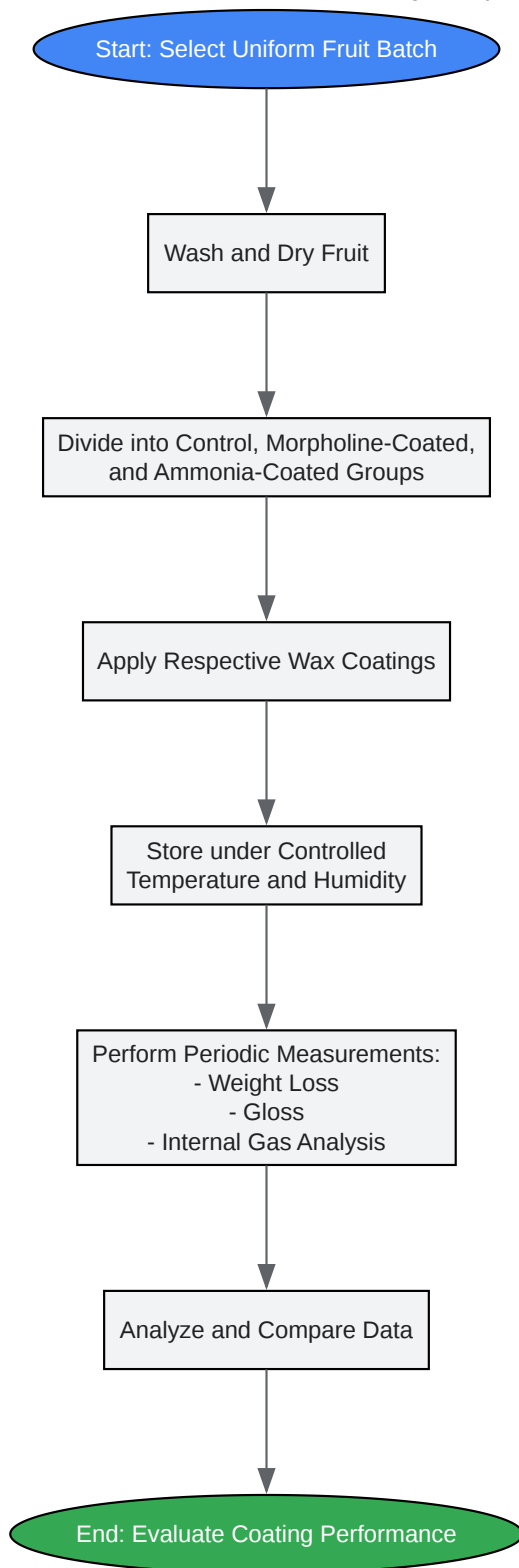 Start: Select Uniform Fruit Batch
Wash and Dry Fruit
Divide into Control, Morpholine-Coated,
and Ammonia-Coated Groups
Apply Respective Wax Coatings
Store under Controlled
Temperature and Humidity
Perform Periodic Measurements:
- Weight Loss
- Gloss
- Internal Gas Analysis
Analyze and Compare Data
End: Evaluate Coating Performance